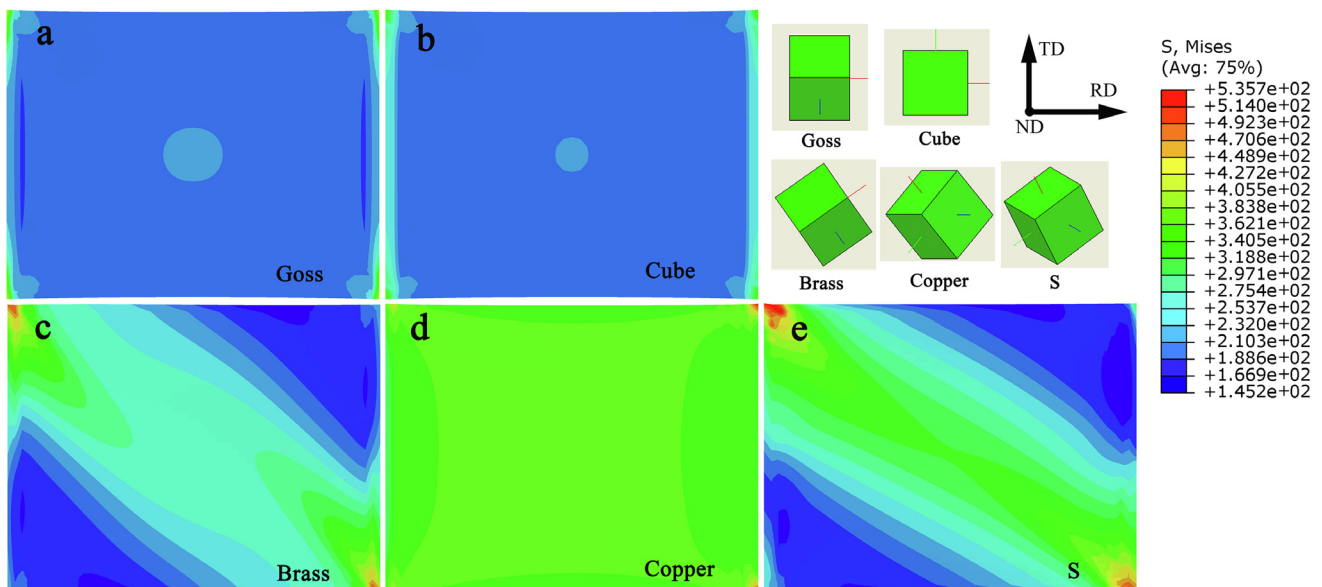 a
b
Goss
Cube
Goss
Cube
TD
RD
ND
Brass
Copper
S
S, Mises
(Avg: 75%)
+5.357e+02
+5.140e+02
+4.923e+02
+4.706e+02
+4.489e+02
+4.272e+02
+4.055e+02
+3.838e+02
+3.621e+02
+3.405e+02
+3.188e+02
+2.971e+02
+2.754e+02
+2.537e+02
+2.320e+02
+2.103e+02
+1.886e+02
+1.669e+02
+1.452e+02
c
d
e
Brass
Copper
S